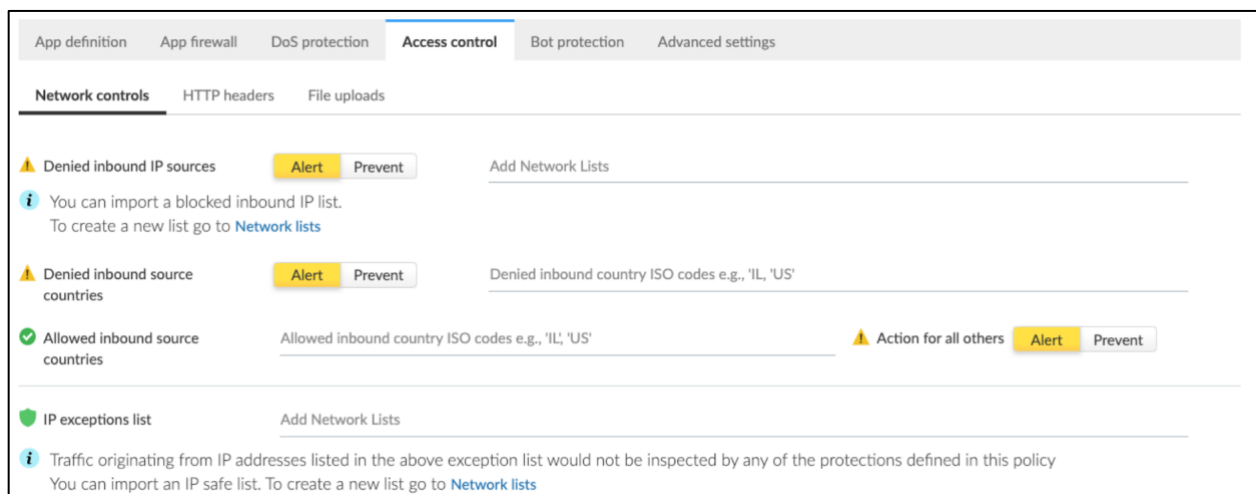 App definition App firewall DoS protection Access control Bot protection Advanced settings
Network controls HTTP headers File uploads
Denied inbound IP sources Alert Prevent Add Network Lists
i You can import a blocked inbound IP list.
To create a new list go to Network lists
Denied inbound source Alert Prevent Denied inbound country ISO codes e.g., 'IL, 'US'
countries
Allowed inbound source Allowed inbound country ISO codes e.g., 'IL', 'US' Action for all others Alert Prevent
countries
IP exceptions list Add Network Lists
i Traffic originating from IP addresses listed in the above exception list would not be inspected by any of the protections defined in this policy
You can import an IP safe list. To create a new list go to Network lists